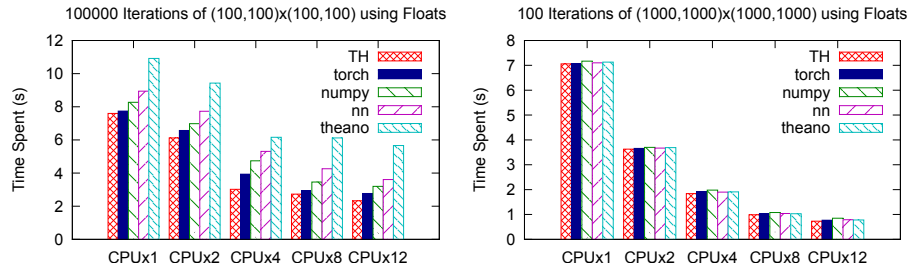 100000 Iterations of (100,100)x(100,100) using Floats
12
10
8
6
4
2
0
Time Spent (s)
TH
torch
numpy
nn
theano
CPUx1 CPUx2 CPUx4 CPUx8 CPUx12
100 Iterations of (1000,1000)x(1000,1000) using Floats
8
7
6
5
4
3
2
1
0
Time Spent (s)
TH
torch
numpy
nn
theano
CPUx1 CPUx2 CPUx4 CPUx8 CPUx12